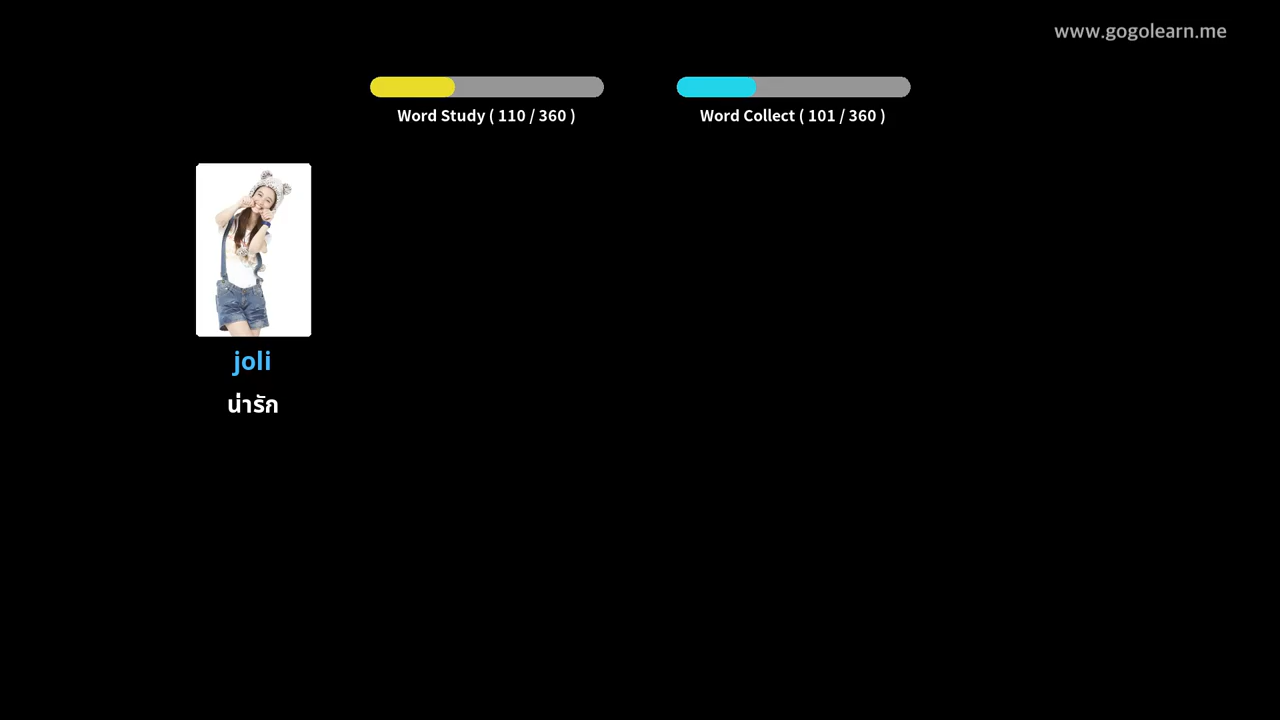 www.gogolearn.me
Word Study ( 110 / 360 )
Word Collect ( 101 / 360 )
joli
น่ารัก